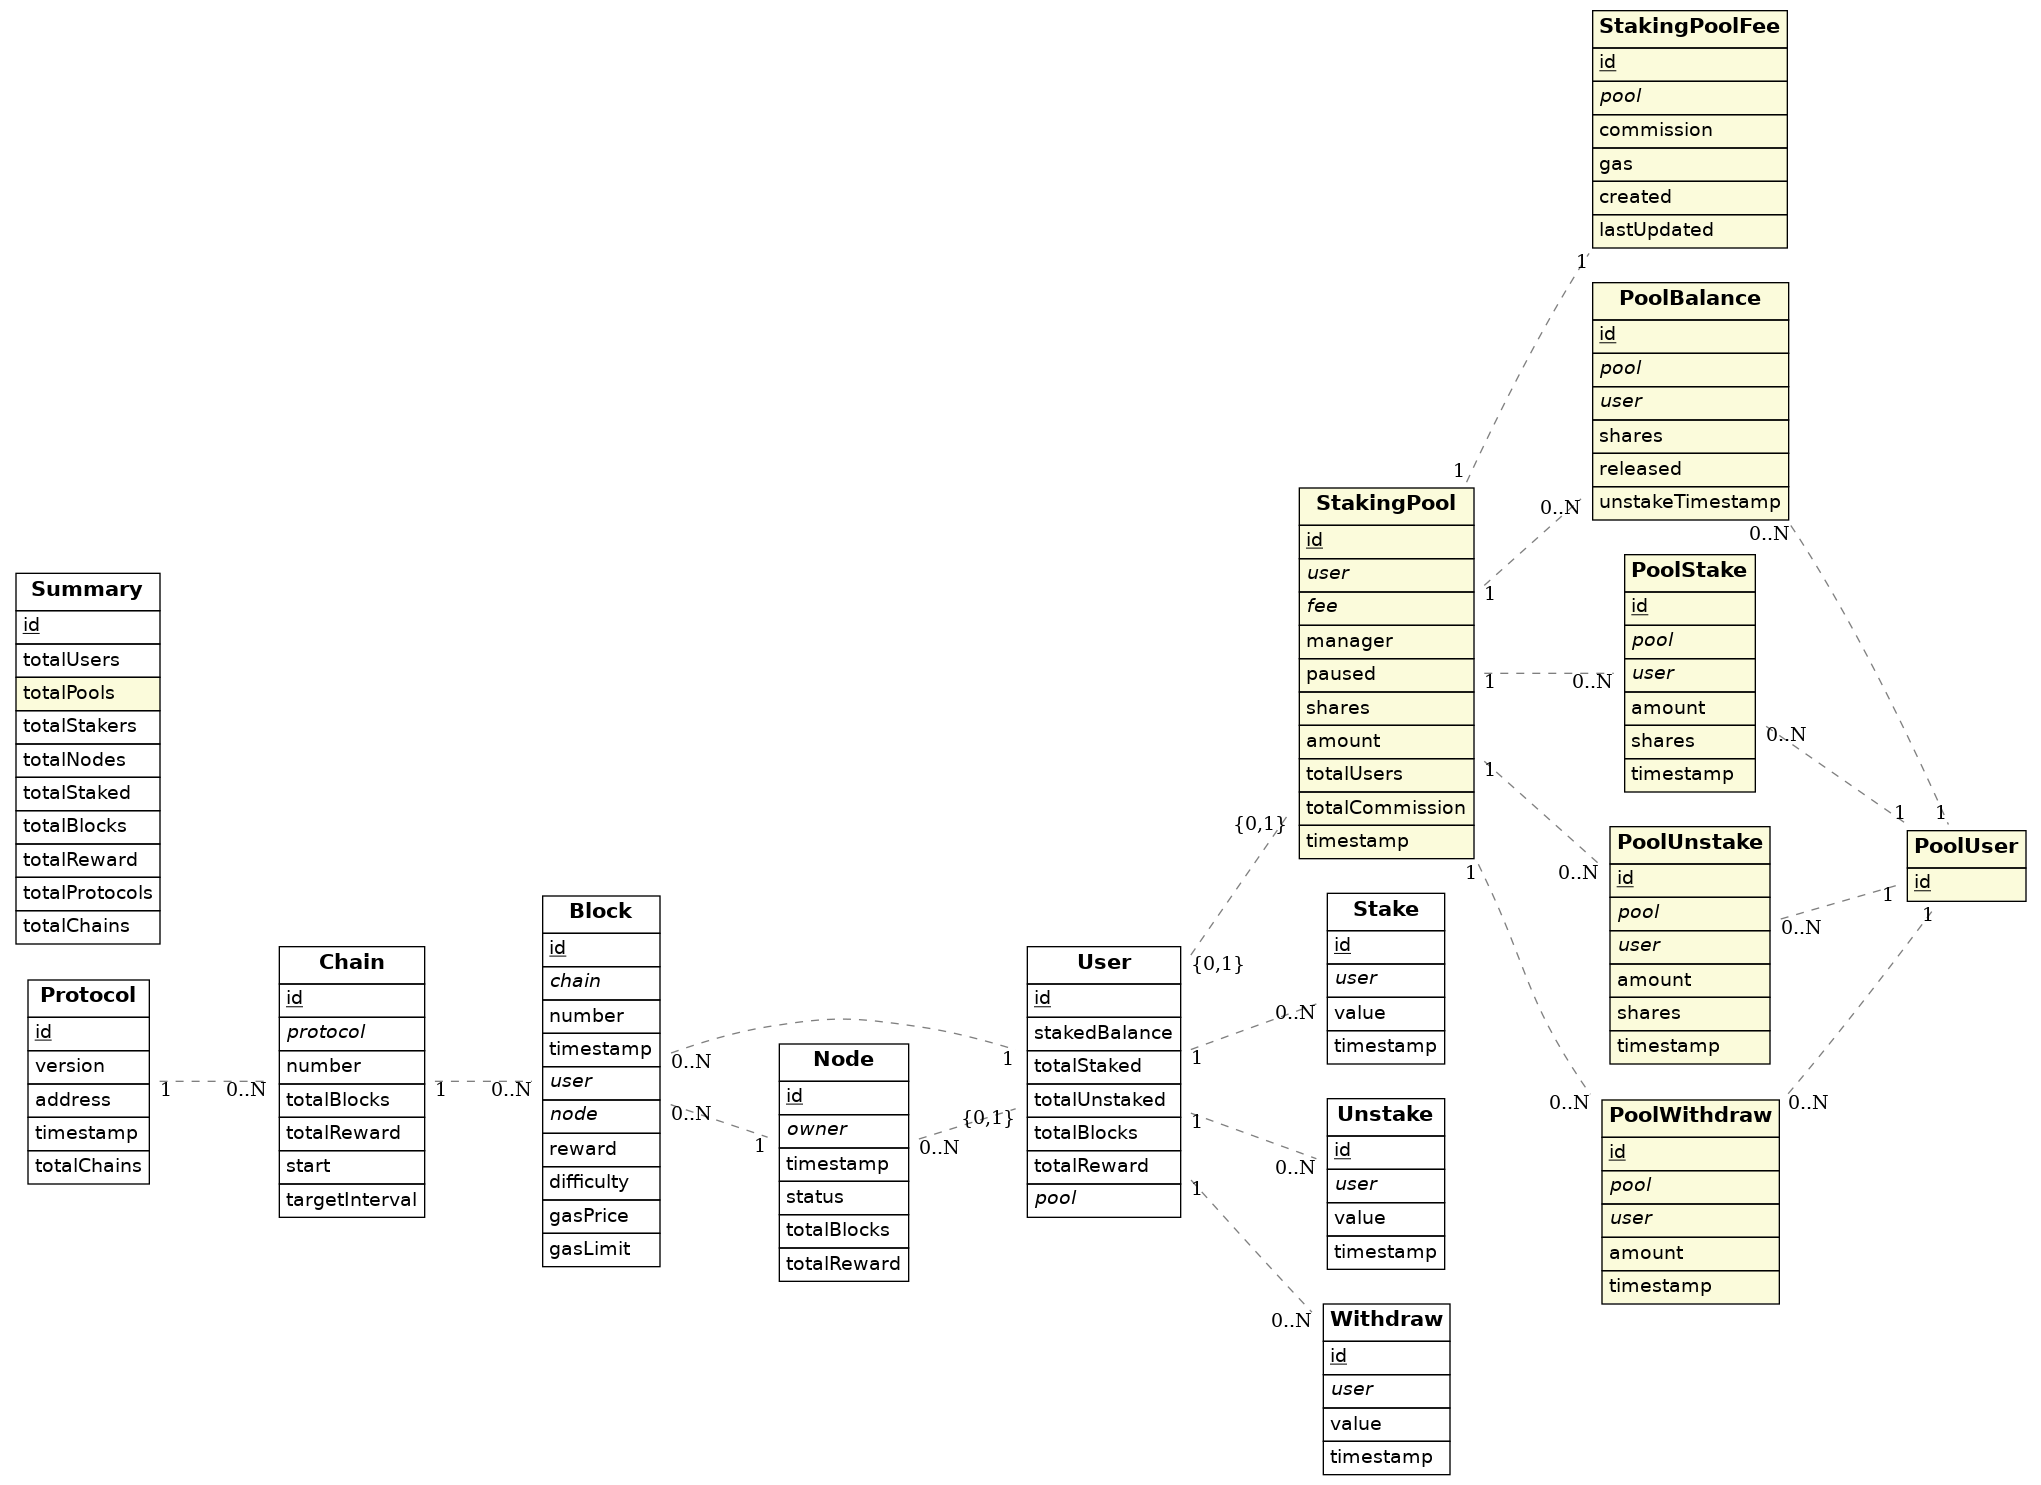 StakingPoolFee
id
pool
commission
gas
created
lastUpdated
1
1
PoolBalance
id
pool
user
shares
released
unstakeTimestamp
0..N
1
0..N
1
StakingPool
id
user
fee
manager
paused
shares
amount
totalUsers
totalCommission
timestamp
PoolStake
id
pool
user
amount
shares
timestamp
1
0..N
0..N
1
1
0..N
PoolUnstake
id
pool
user
amount
shares
timestamp
0..N
1
PoolUser
id
1
0..N
1
0..N
PoolWithdraw
id
pool
user
amount
timestamp
Summary
id
totalUsers
totalPools
totalStakers
totalNodes
totalStaked
totalBlocks
totalReward
totalProtocols
totalChains
Protocol
id
version
address
timestamp
totalChains
1
0..N
Chain
id
protocol
number
totalBlocks
totalReward
start
targetInterval
1
0..N
Block
id
chain
number
timestamp
user
node
reward
difficulty
gasPrice
gasLimit
0..N
1
0..N
1
Node
id
owner
timestamp
status
totalBlocks
totalReward
0..N
{0,1}
User
id
stakedBalance
totalStaked
totalUnstaked
totalBlocks
totalReward
pool
{0,1}
{0,1}
1
0..N
1
0..N
1
0..N
Stake
id
user
value
timestamp
Unstake
id
user
value
timestamp
Withdraw
id
user
value
timestamp